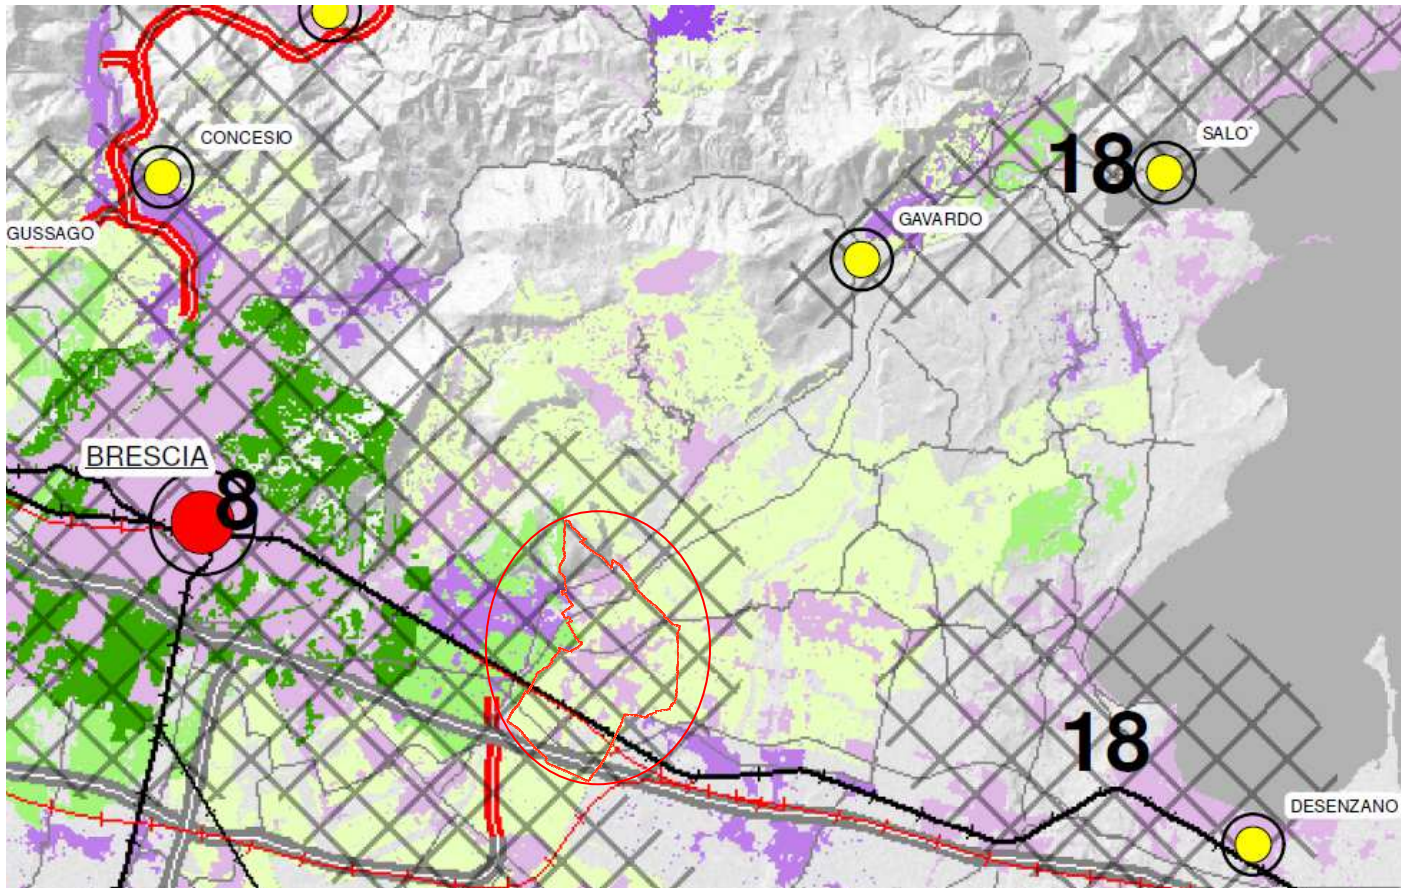 CONCESIO
18
SALO`
GUSSAGO
GAVARDO
BRESCIA
8
18
DESENZANO